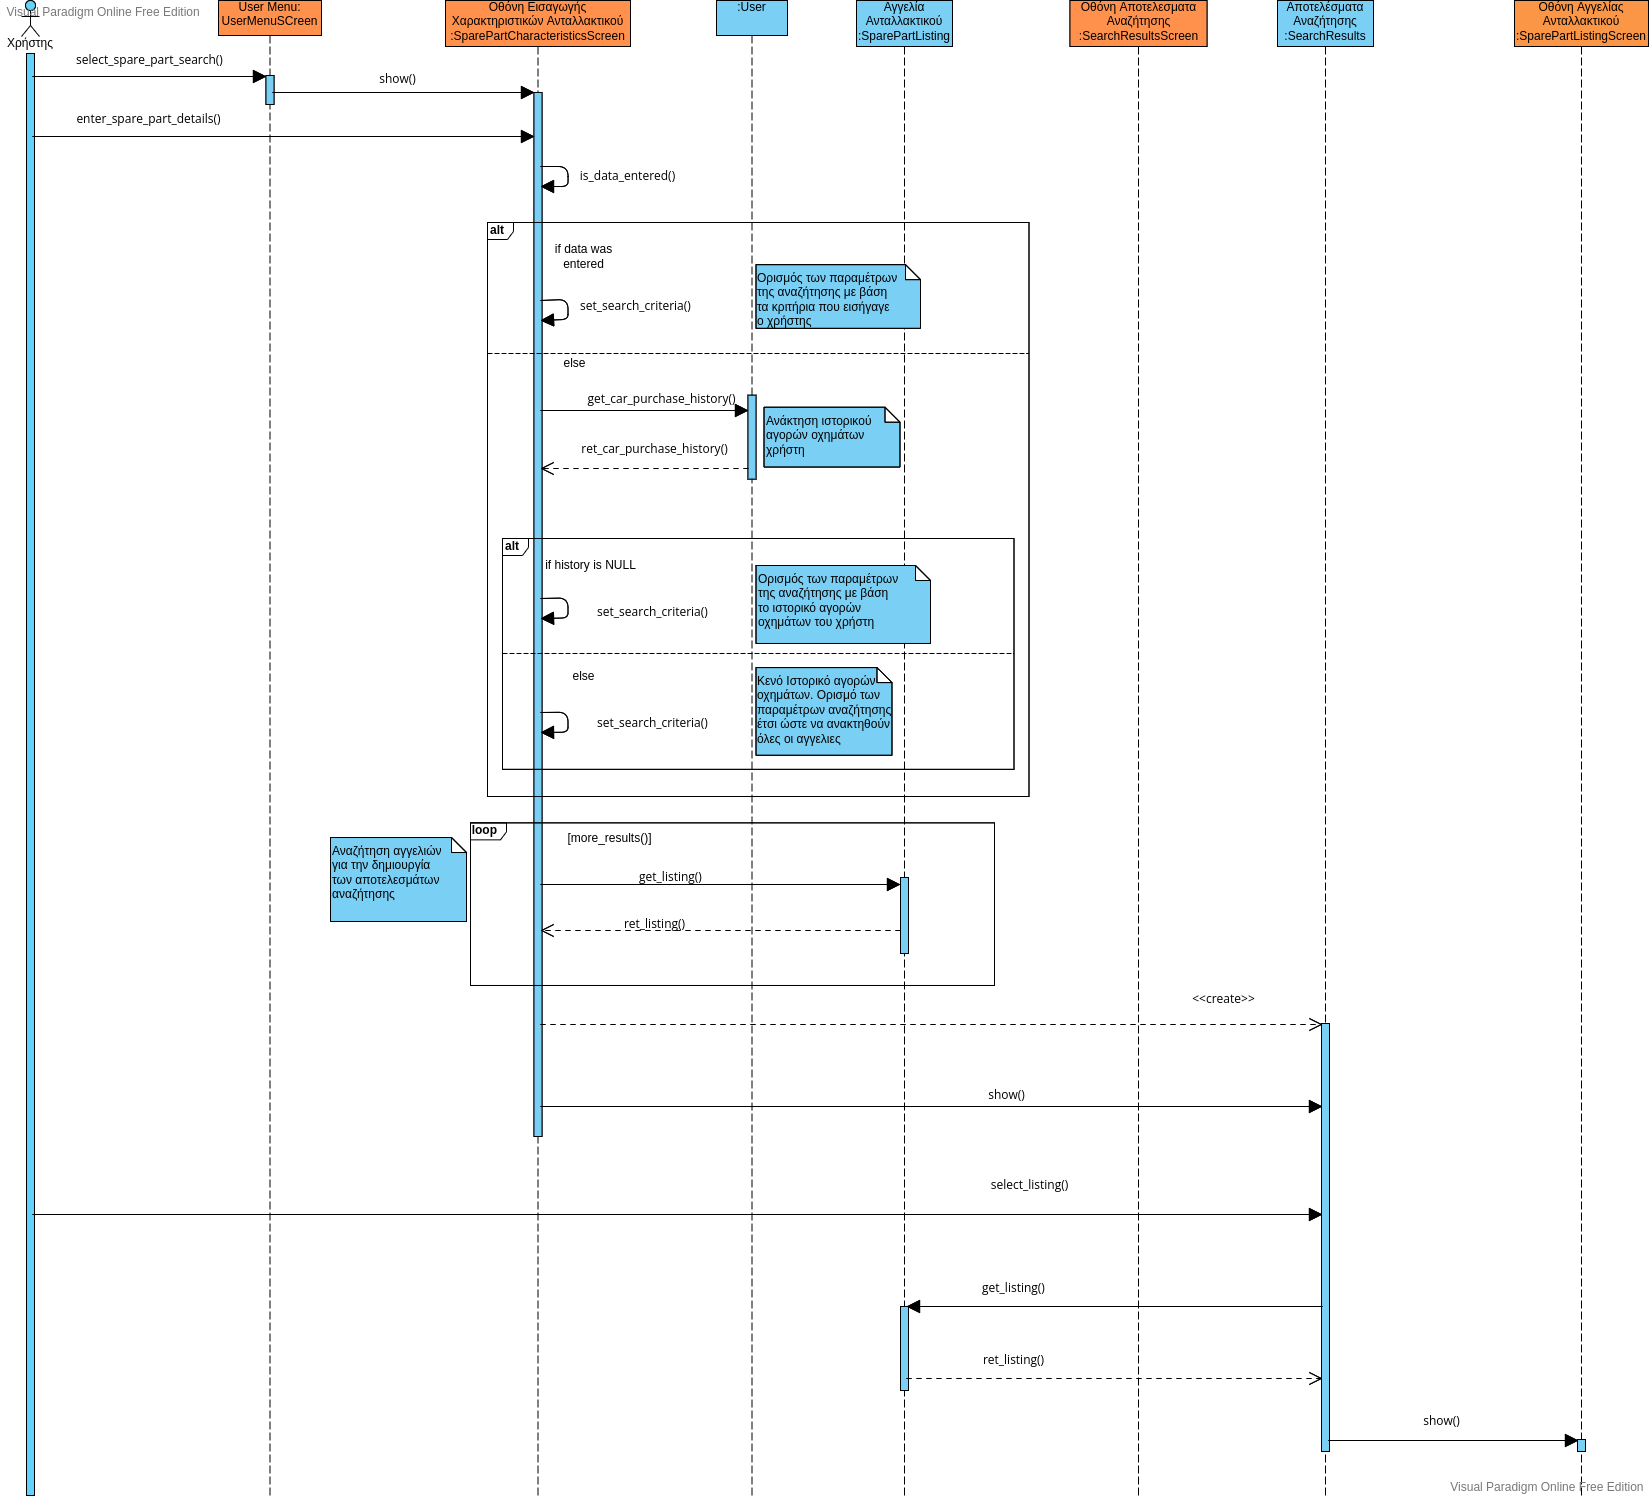 Visual Paradigm Online Free Edition
Χρήστης
User Menu:
UserMenuSCreen
Οθόνη Εισαγωγής
Χαρακτηριστικών Ανταλλακτικού
:SparePartCharacteristicsScreen
:User
Αγγελία
Ανταλλακτικού
:SparePartListing
Οθόνη Αποτελεσματα
Αναζήτησης
:SearchResultsScreen
Αποτελέσματα
Αναζήτησης
:SearchResults
Οθόνη Αγγελίας
Ανταλλακτικού
:SparePartListingScreen
select_spare_part_search()
show()
enter_spare_part_details()
is_data_entered()
alt
if data was
entered
set_search_criteria()
Ορισμός των παραμέτρων
της αναζήτησης με βάση
τα κριτήρια που εισήγαγε
ο χρήστης
else
get_car_purchase_history()
Ανάκτηση ιστορικού
αγορών οχημάτων
χρήστη
ret_car_purchase_history()
alt
if history is NULL
set_search_criteria()
Ορισμός των παραμέτρων
της αναζήτησης με βάση
το ιστορικό αγορών
οχημάτων του χρήστη
else
set_search_criteria()
Κενό Ιστορικό αγορών
οχημάτων. Ορισμό των
παραμέτρων αναζήτησης
έτσι ώστε να ανακτηθούν
όλες οι αγγελιες
loop
[more_results()]
Αναζήτηση αγγελιών
για την δημιουργία
των αποτελεσμάτων
αναζήτησης
get_listing()
ret_listing()
<<create>>
show()
select_listing()
get_listing()
ret_listing()
show()
Visual Paradigm Online Free Edition